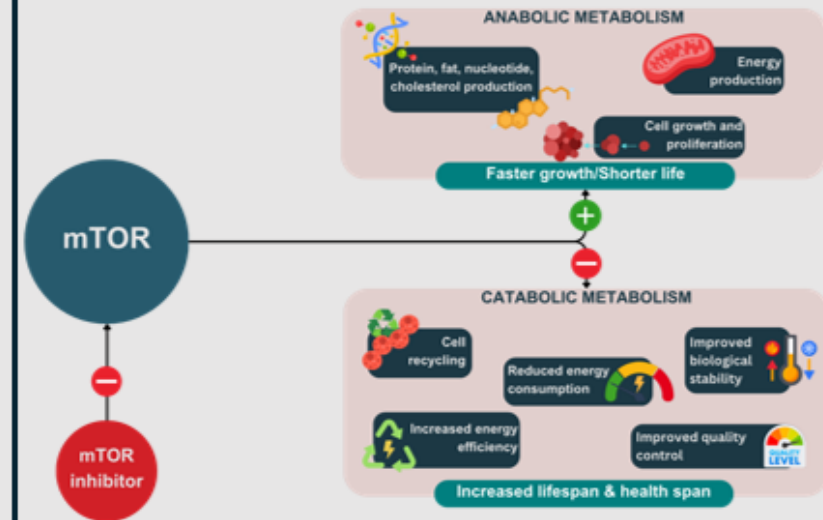 ANABOLIC METABOLISM
Protein, fat, nucleotide,
cholesterol production
Energy
production
Cell growth and
proliferation
Faster growth/Shorter life
mTOR
CATABOLIC METABOLISM
Cell
recycling
Reduced energy
consumption
Improved
biological
stability
Increased energy
efficiency
Improved quality
control
QUALITY
LEVEL
mTOR
inhibitor
Increased lifespan & health span